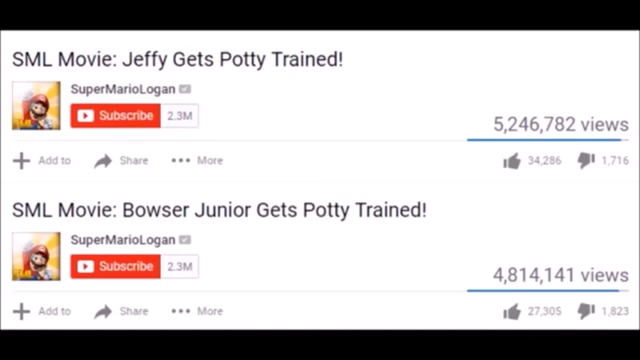 SML Movie: Jeffy Gets Potty Trained!
SuperMarioLogan
Subscribe 2.3M
5,246,782 views
Add to Share More 34,286 1,716
SML Movie: Bowser Junior Gets Potty Trained!
SuperMarioLogan
Subscribe 2.3M
4,814,141 views
Add to Share More 27,305 1,823